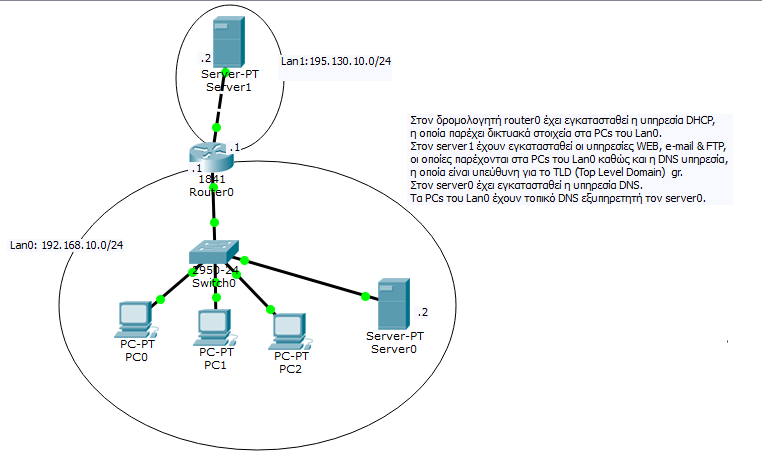 .2
Server-PT
Server1
Lan1:195.130.10.0/24
Στον δρομολογητή router0 έχει εγκατασταθεί η υπηρεσία DHCP,
η οποία παρέχει δικτυακά στοιχεία στα PCs του Lan0.
Στον server1 έχουν εγκατασταθεί οι υπηρεσίες WEB, e-mail & FTP,
οι οποίες παρέχονται στα PCs του Lan0 καθώς και η DNS υπηρεσία,
η οποία είναι υπεύθυνη για το TLD (Top Level Domain) gr.
Στον server0 έχει εγκατασταθεί η υπηρεσία DNS.
Τα PCs του Lan0 έχουν τοπικό DNS εξυπηρετητή τον server0.
.1
.1
1841
Router0
Lan0: 192.168.10.0/24
2950-24
Switch0
PC-PT
PC0
PC-PT
PC1
PC-PT
PC2
.2
Server-PT
Server0